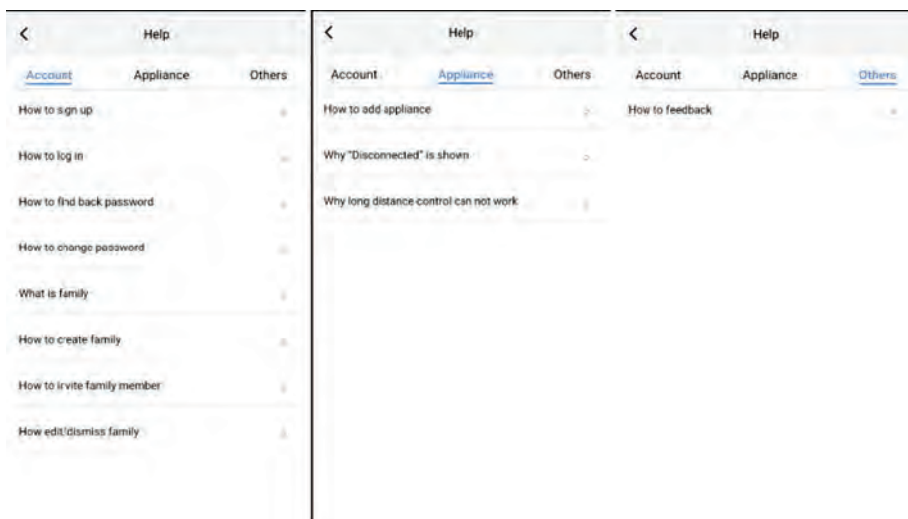 Help
Account Appliance Others
How to sign up
How to log in
How to find back password
How to change password
What is family
How to create family
How to invite family member
How edit/dismiss family
Help
Account Appliance Others
How to add appliance
Why "Disconnected" is shown
Why long distance control can not work
Help
Account Appliance Others
How to feedback